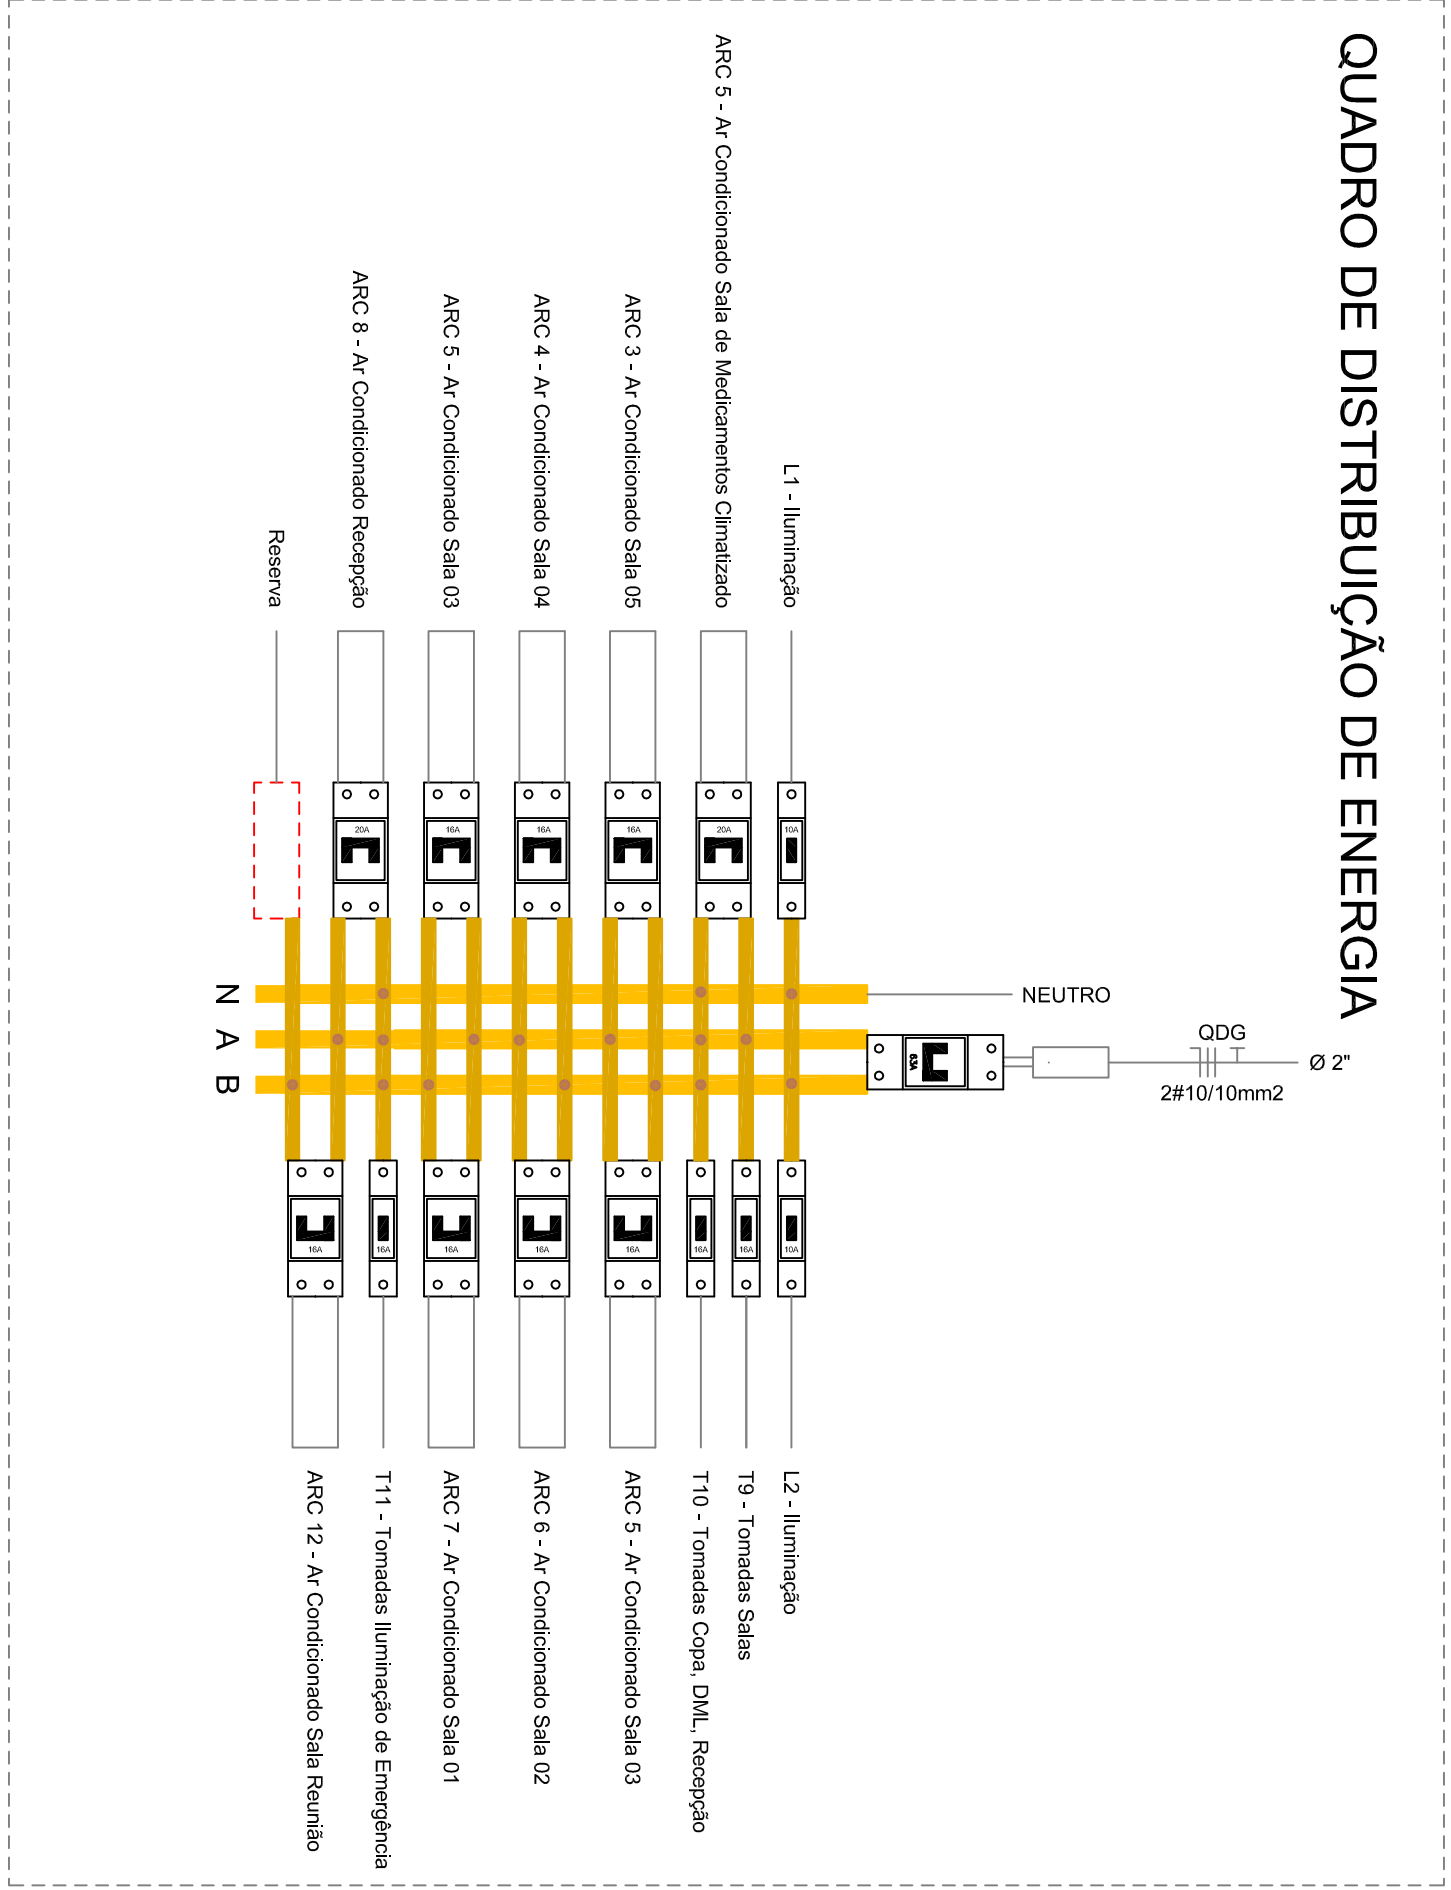 QUADRO DE DISTRIBUIÇÃO DE ENERGIA
QDG
Ø 2"
2#10/10mm2
NEUTRO
63A
L1 - Iluminação
10A
ARC 5 - Ar Condicionado Sala de Medicamentos Climatizado
20A
ARC 3 - Ar Condicionado Sala 05
16A
ARC 4 - Ar Condicionado Sala 04
16A
ARC 5 - Ar Condicionado Sala 03
16A
ARC 8 - Ar Condicionado Recepção
20A
Reserva
N
A
B
10A
L2 - Iluminação
16A
T9 - Tomadas Salas
16A
T10 - Tomadas Copa, DML, Recepção
16A
ARC 5 - Ar Condicionado Sala 03
16A
ARC 6 - Ar Condicionado Sala 02
16A
ARC 7 - Ar Condicionado Sala 01
16A
T11 - Tomadas Iluminação de Emergência
16A
ARC 12 - Ar Condicionado Sala Reunião